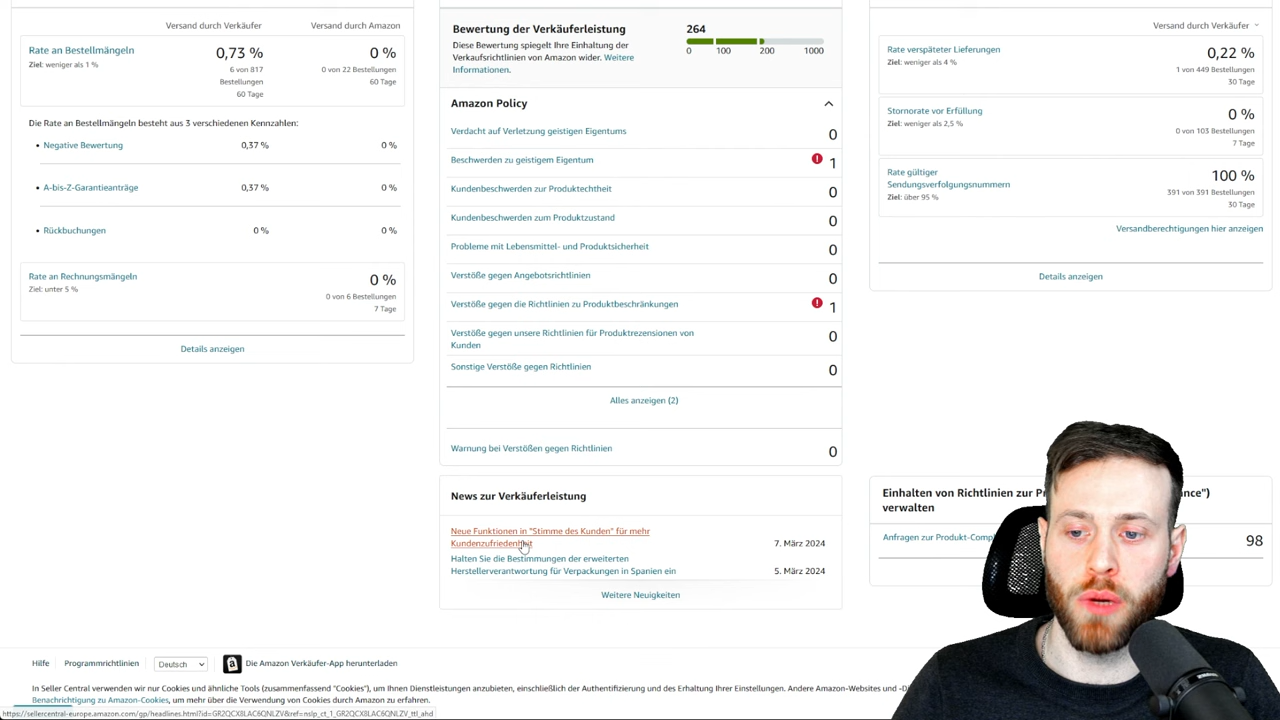 Versand durch Verkäufer
Versand durch Amazon
Rate an Bestellmängeln
Ziel: weniger als 1 %
0,73 %
6 von 817
Bestellungen
60 Tage
0 %
0 von 22 Bestellungen
60 Tage
Die Rate an Bestellmängeln besteht aus 3 verschiedenen Kennzahlen:
• Negative Bewertung 0,37 % 0 %
• A-bis-Z-Garantieanträge 0,37 % 0 %
• Rückbuchungen 0 % 0 %
Rate an Rechnungsmängeln
Ziel: unter 5 %
0 %
0 von 6 Bestellungen
7 Tage
Details anzeigen
Bewertung der Verkäuferleistung
Diese Bewertung spiegelt Ihre Einhaltung der
Verkaufsrichtlinien von Amazon wider. Weitere
Informationen.
264
0 100 200 1000
Amazon Policy
Verdacht auf Verletzung geistigen Eigentums 0
Beschwerden zu geistigem Eigentum ! 1
Kundenbeschwerden zur Produktechtheit 0
Kundenbeschwerden zum Produktzustand 0
Probleme mit Lebensmittel- und Produktsicherheit 0
Verstöße gegen Angebotsrichtlinien 0
Verstöße gegen die Richtlinien zu Produktbeschränkungen ! 1
Verstöße gegen unsere Richtlinien für Produktrezensionen von
Kunden 0
Sonstige Verstöße gegen Richtlinien 0
Alles anzeigen (2)
Warnung bei Verstößen gegen Richtlinien 0
News zur Verkäuferleistung
Neue Funktionen in "Stimme des Kunden" für mehr
Kundenzufriedenheit 7. März 2024
Halten Sie die Bestimmungen der erweiterten
Herstellerverantwortung für Verpackungen in Spanien ein 5. März 2024
Weitere Neuigkeiten
Versand durch Verkäufer
Rate verspäteter Lieferungen
Ziel: weniger als 4 %
0,22 %
1 von 449 Bestellungen
30 Tage
Stornorate vor Erfüllung
Ziel: weniger als 2,5 %
0 %
0 von 103 Bestellungen
7 Tage
Rate gültiger
Sendungsverfolgungsnummern
Ziel: über 95 %
100 %
391 von 391 Bestellungen
30 Tage
Versandberechtigungen hier anzeigen
Details anzeigen
Einhalten von Richtlinien zur
verwalten
Anfragen zur 98
Hilfe Programmrichtlinien Deutsch a Die Amazon Verkäufer-App herunterladen
In Seller Central verwenden wir nur Cookies und ähnliche Tools (zusammenfassend "Cookies"), um Ihnen Dienstleistungen anzubieten, einschließlich der Authentifizierung und des Erhaltung Ihrer Einstellungen. Andere Amazon-Websites und
Benachrichtigung zu Amazon-Cookies, um mehr über die Verwendung von Cookies durch Amazon zu erfahren.
https://sellercentral-europe.amazon.com/gp/headlines.html?id=GR2QCX8LAC6QNLZV&ref=nslp_ct_1_GR2QCX8LAC6QNLZV_ttl_ahd